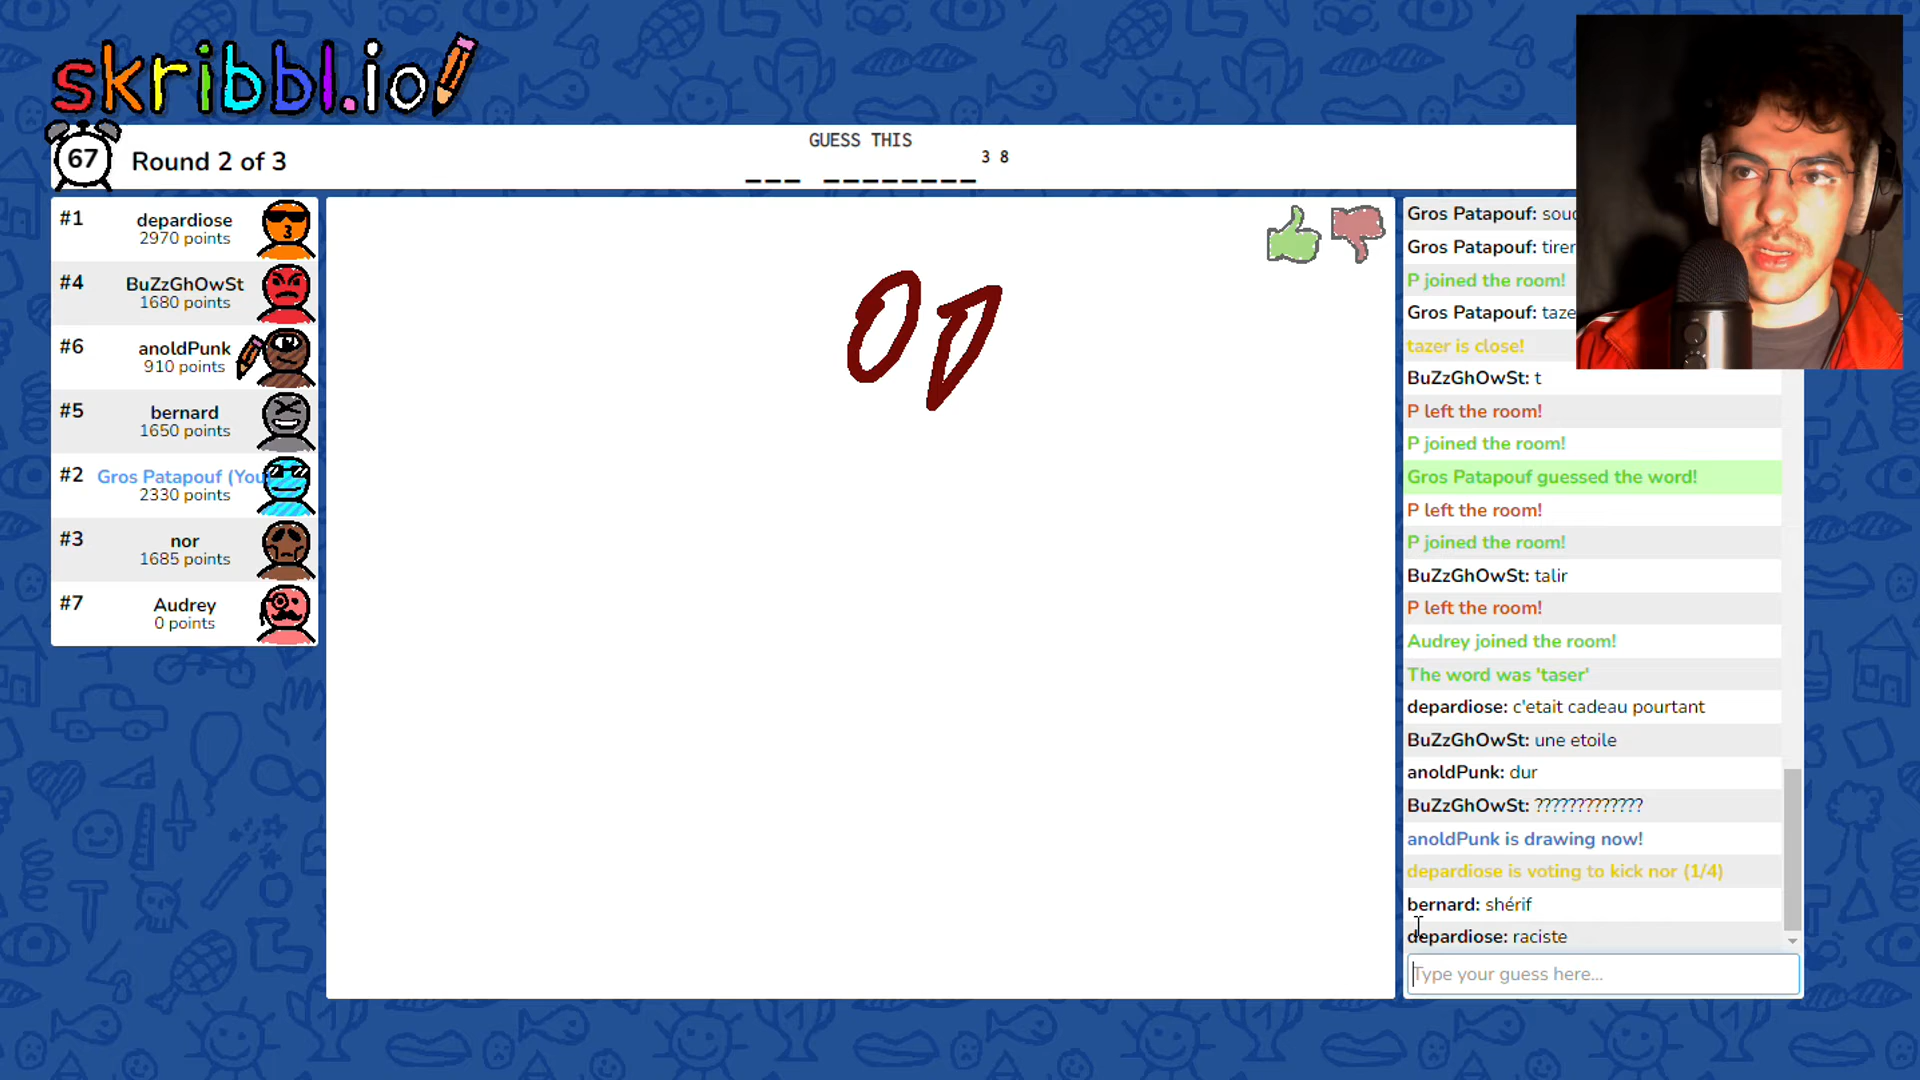 skribbl.io
67
Round 2 of 3
GUESS THIS
___ ________ 3 8
#1
depardiose
2970 points
#4
BuZzGhOwSt
1680 points
#6
anoldPunk
910 points
#5
bernard
1650 points
#2
Gros Patapouf (You
2330 points
#3
nor
1685 points
#7
Audrey
0 points
Gros Patapouf: souc
Gros Patapouf: tirer
P joined the room!
Gros Patapouf: taze
tazer is close!
BuZzGhOwSt: t
P left the room!
P joined the room!
Gros Patapouf guessed the word!
P left the room!
P joined the room!
BuZzGhOwSt: talir
P left the room!
Audrey joined the room!
The word was 'taser'
depardiose: c'etait cadeau pourtant
BuZzGhOwSt: une etoile
anoldPunk: dur
BuZzGhOwSt: ?????????????
anoldPunk is drawing now!
depardiose is voting to kick nor (1/4)
bernard: shérif
depardiose: raciste
Type your guess here...